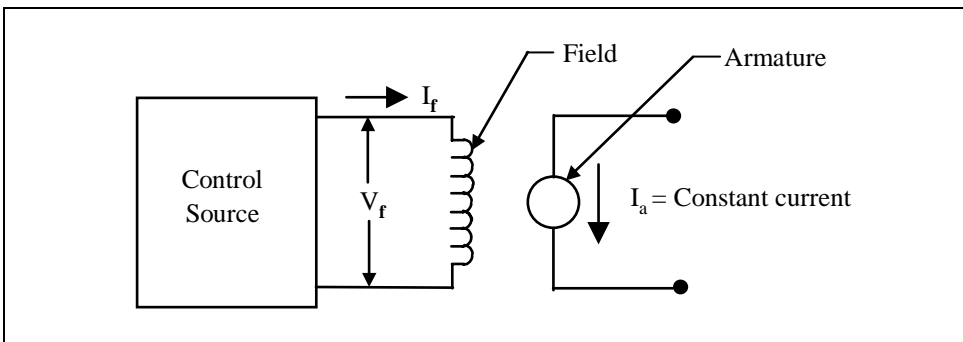 Field
Armature
I_f
Control
Source
V_f
I_a = Constant current